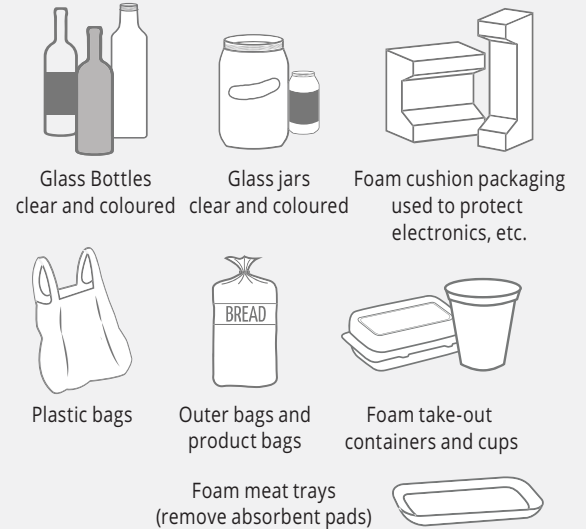 Glass Bottles
clear and coloured
Glass jars
clear and coloured
Foam cushion packaging
used to protect
electronics, etc.
BREAD
Plastic bags
Outer bags and
product bags
Foam take-out
containers and cups
Foam meat trays
(remove absorbent pads)